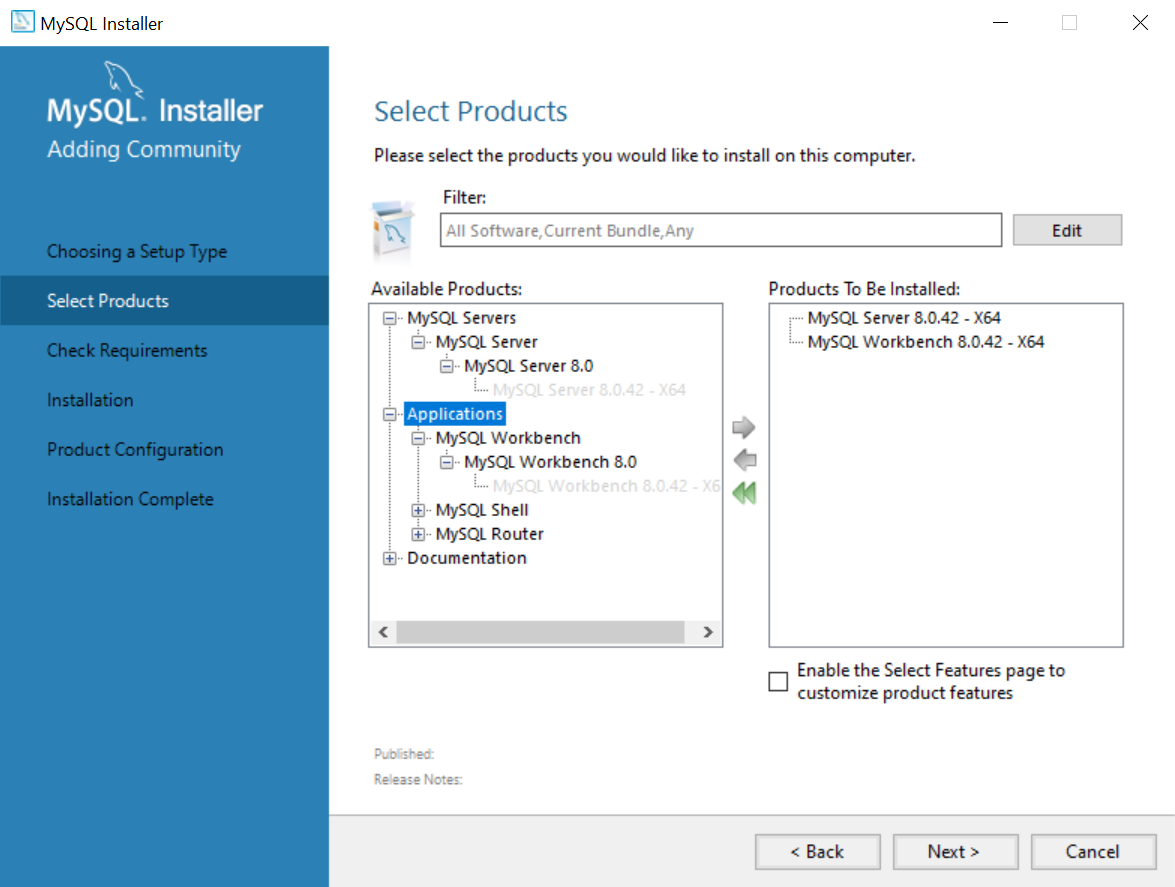 MySQL Installer
MySQL. Installer
Adding Community
Choosing a Setup Type
Select Products
Check Requirements
Installation
Product Configuration
Installation Complete
Select Products
Please select the products you would like to install on this computer.
Filter:
All Software,Current Bundle,Any
Edit
Available Products:
MySQL Servers
MySQL Server
MySQL Server 8.0
MySQL Server 8.0.42 - X64
Applications
MySQL Workbench
MySQL Workbench 8.0
MySQL Workbench 8.0.42 - X6
MySQL Shell
MySQL Router
Documentation
Products To Be Installed:
MySQL Server 8.0.42 - X64
MySQL Workbench 8.0.42 - X64
Enable the Select Features page to
customize product features
Published:
Release Notes:
< Back
Next >
Cancel